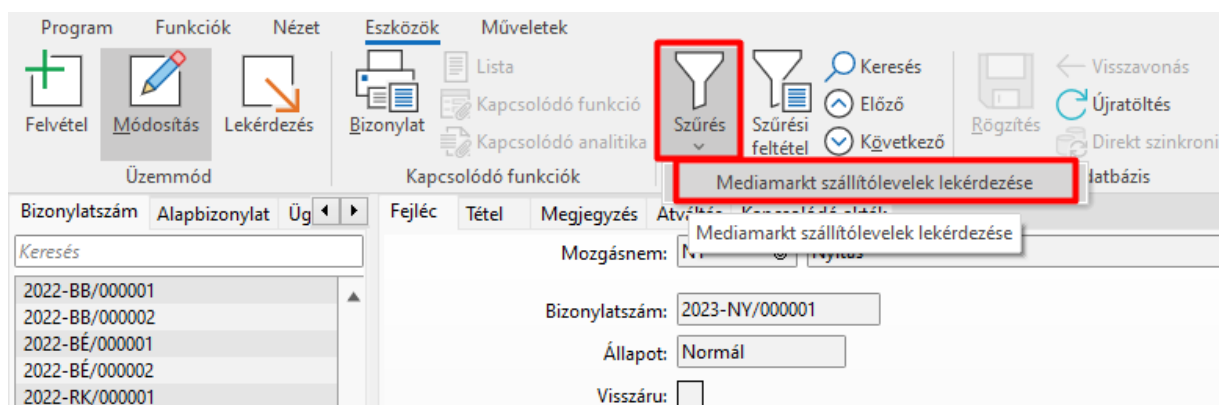 Program Funkciók Nézet Eszközök Műveletek
Felvétel Módosítás Lekérdezés
Üzemmód
Bizonylat
Lista
Kapcsolódó funkció
Kapcsolódó analitika
Kapcsolódó funkciók
Szűrés
Szűrési
feltétel
Keresés
Előző
Következő
Rögzítés
Visszavonás
Újratöltés
Direkt szinkroni
Mediamarkt szállítólevelek lekérdezése
Bizonylatszám Alapbizonylat Üg
Keresés
2022-BB/000001
2022-BB/000002
2022-BÉ/000001
2022-BÉ/000002
2022-RK/000001
Fejléc Tétel Megjegyzés
Mediamarkt szállítólevelek lekérdezése
Mozgásnem: NY Nyitás
Bizonylatszám: 2023-NY/000001
Állapot: Normál
Visszáru: